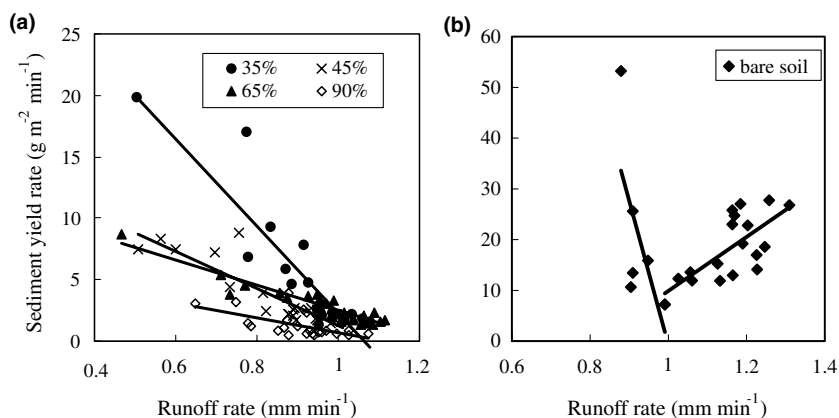 (a)
25
20
15
10
5
0
0.4 0.6 0.8 1 1.2
Sediment yield rate (g m⁻² min⁻¹)
Runoff rate (mm min⁻¹)
35% 45%
65% 90%
(b)
60
50
40
30
20
10
0
0.6 0.8 1 1.2 1.4
Runoff rate (mm min⁻¹)
bare soil